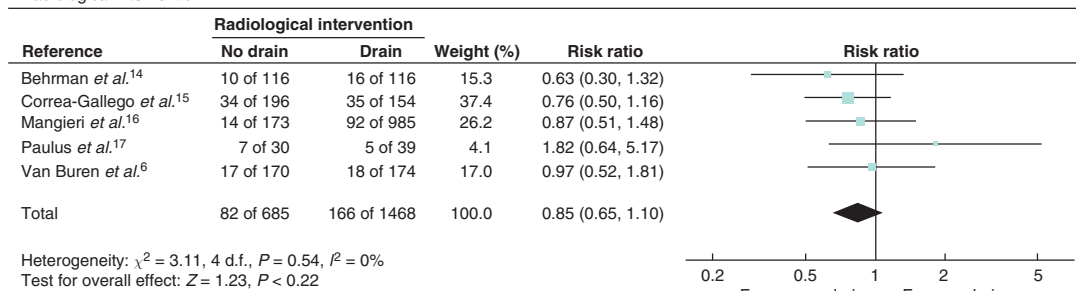 Radiological intervention
Reference No drain Drain Weight (%) Risk ratio Risk ratio
Behrman et al.14 10 of 116 16 of 116 15.3 0.63 (0.30, 1.32)
Correa-Gallego et al.15 34 of 196 35 of 154 37.4 0.76 (0.50, 1.16)
Mangieri et al.16 14 of 173 92 of 985 26.2 0.87 (0.51, 1.48)
Paulus et al.17 7 of 30 5 of 39 4.1 1.82 (0.64, 5.17)
Van Buren et al.6 17 of 170 18 of 174 17.0 0.97 (0.52, 1.81)
Total 82 of 685 166 of 1468 100.0 0.85 (0.65, 1.10)
Heterogeneity: χ2 = 3.11, 4 d.f., P = 0.54, I2 = 0%
Test for overall effect: Z = 1.23, P < 0.22
0.2 0.5 1 2 5